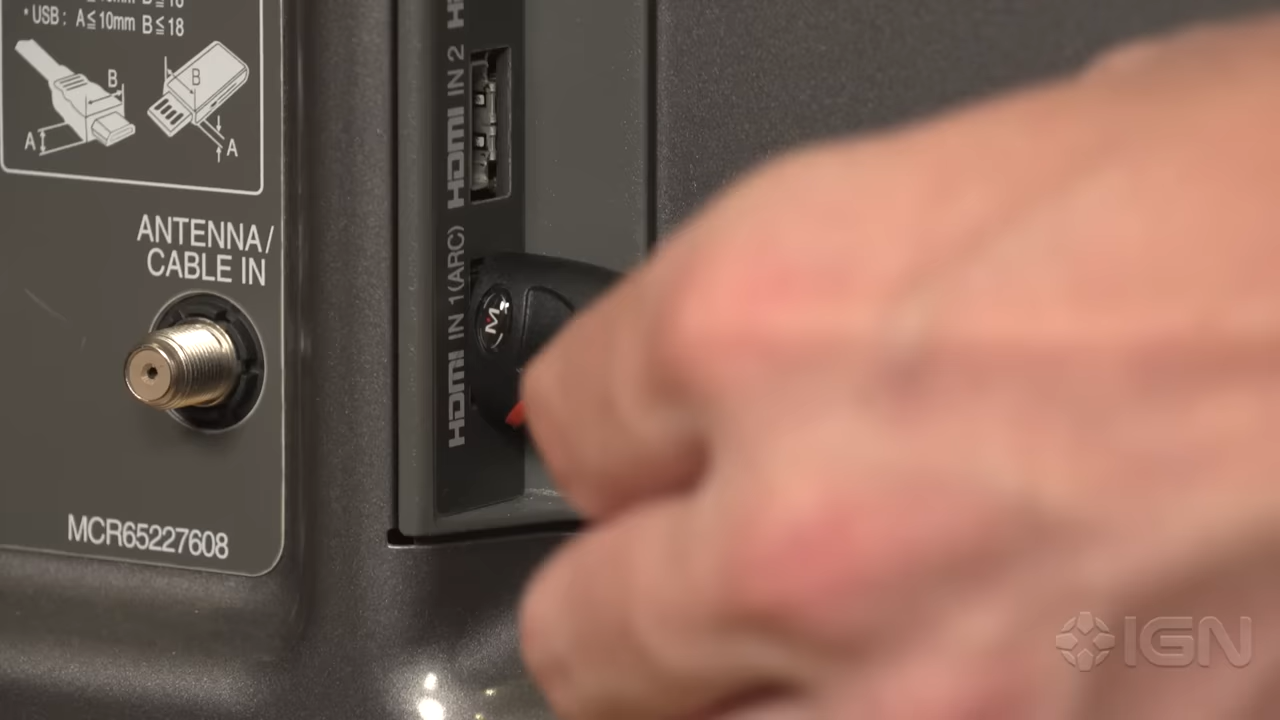 * USB : A≦10mm B≦18
B
B
A
A
ANTENNA/
CABLE IN
MCR65227608
HDMI IN 2
HDMI IN 1(ARC)
M
IGN